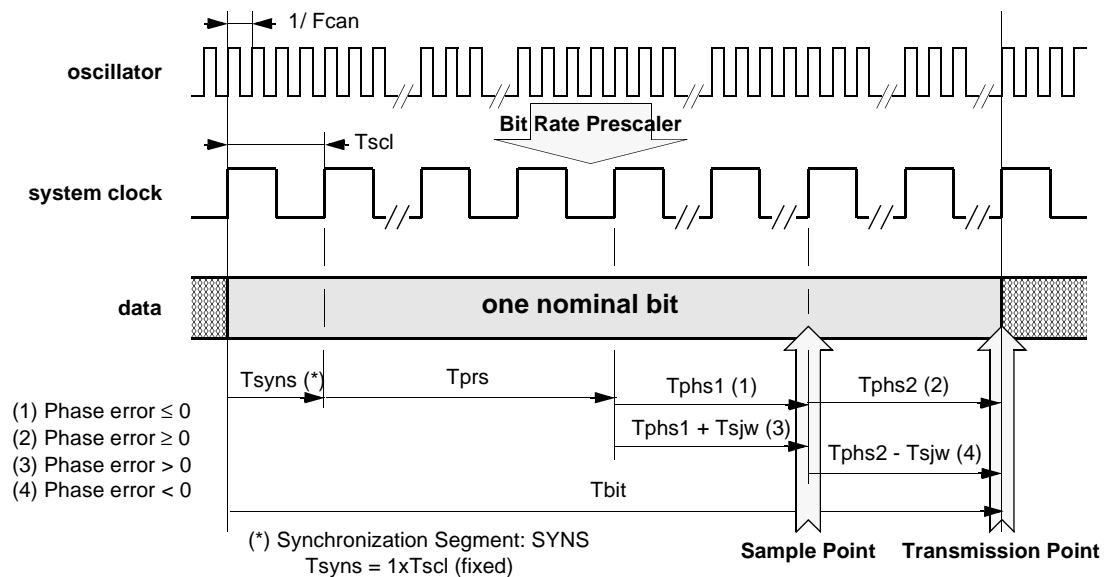 1/ Fcan
oscillator
Bit Rate Prescaler
Tscl
system clock
data
one nominal bit
Tsyns (*)
Tprs
Tphs1 (1)
Tphs2 (2)
(1) Phase error ≤ 0
(2) Phase error ≥ 0
(3) Phase error > 0
(4) Phase error < 0
Tphs1 + Tsjw (3)
Tphs2 - Tsjw (4)
Tbit
(*) Synchronization Segment: SYNS
Tsyns = 1xTscl (fixed)
Sample Point
Transmission Point